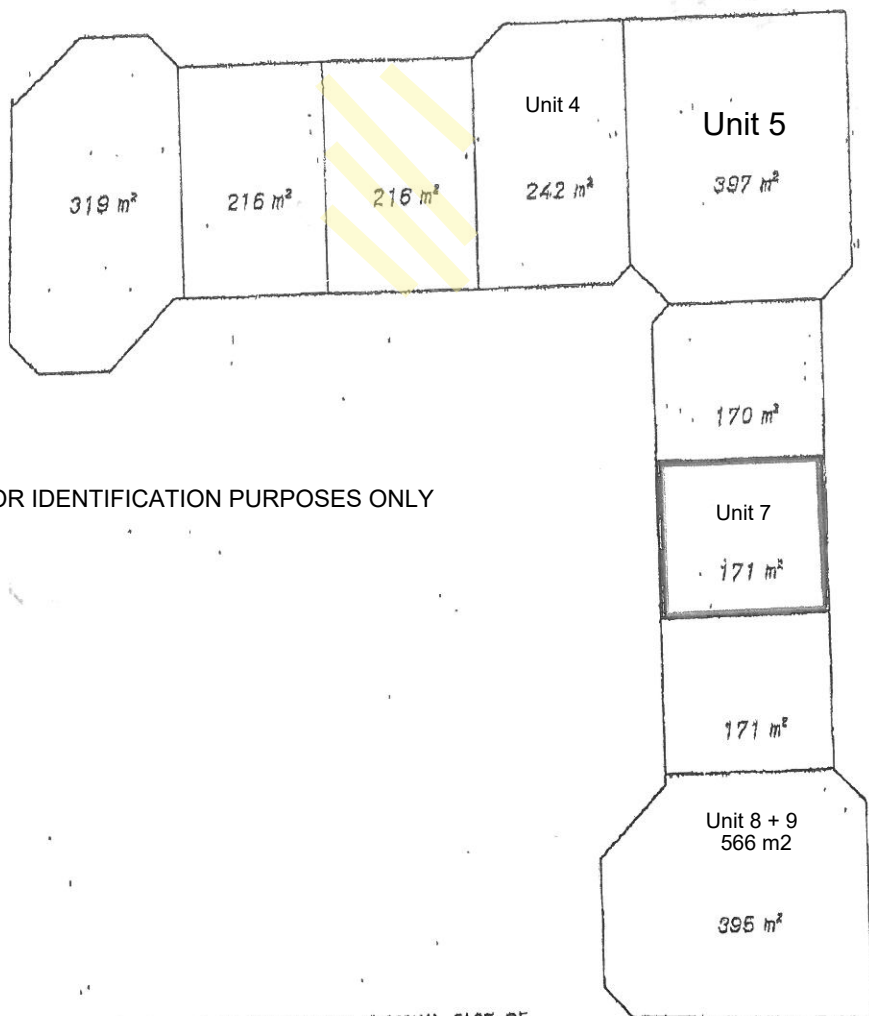 Unit 4
Unit 5
319 m²
216 m²
216 m²
242 m²
397 m²
170 m²
OR IDENTIFICATION PURPOSES ONLY
Unit 7
171 m²
171 m²
Unit 8 + 9
566 m2
395 m²